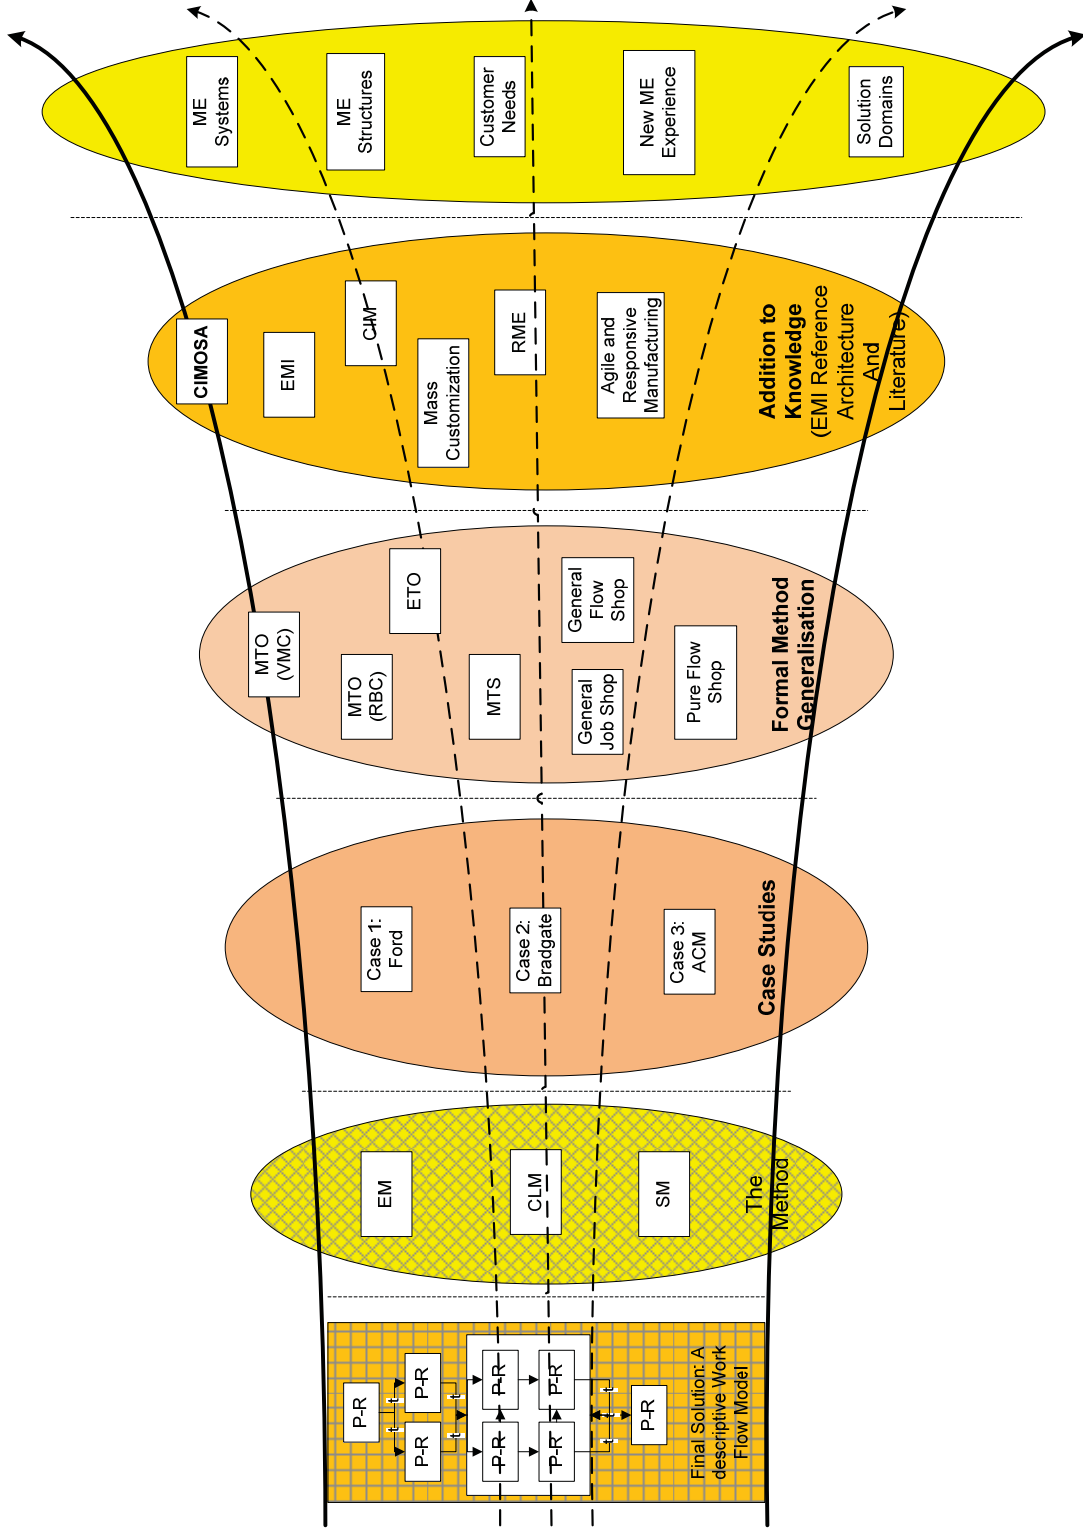 P-R
t
t
P-R
P-R
t
t
P-R
P-R
P-R
P-R
t
t
t
P-R
Final Solution: A
descriptive Work
Flow Model
EM
CLM
SM
The
Method
Case 1:
Ford
Case 2:
Bradgate
Case 3:
ACM
Case Studies
MTO
(VMC)
MTO
(RBC)
ETO
MTS
General
Flow
Shop
General
Job Shop
Pure Flow
Shop
Formal Method
Generalisation
CIMOSA
EMI
CIM
Mass
Customization
RME
Agile and
Responsive
Manufacturing
Addition to
Knowledge
(EMI Reference
Architecture
And
Literature)
ME
Systems
ME
Structures
Customer
Needs
New ME
Experience
Solution
Domains